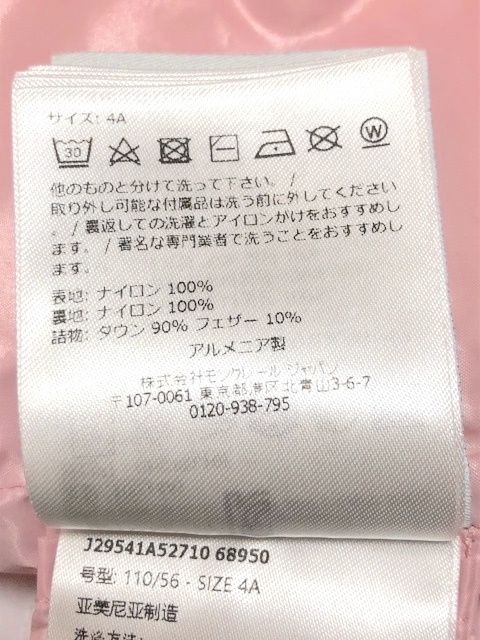 サイズ: 4A
30 W
他のものと分けて洗って下さい。 /
取り外し可能な付属品は洗う前に外してください
。 / 裏返しての洗濯とアイロンがけをおすすめし
ます。 / 著名な専門業者で洗うことをおすすめし
ます。
表地: ナイロン 100%
裏地: ナイロン 100%
詰物: ダウン 90% フェザー 10%
アルメニア製
株式会社モンクレール ジャパン
〒107-0061 東京都港区北青山3-6-7
0120-938-795
J29541A52710 68950
号型: 110/56 - SIZE 4A
亚美尼亚制造
洗涤方法